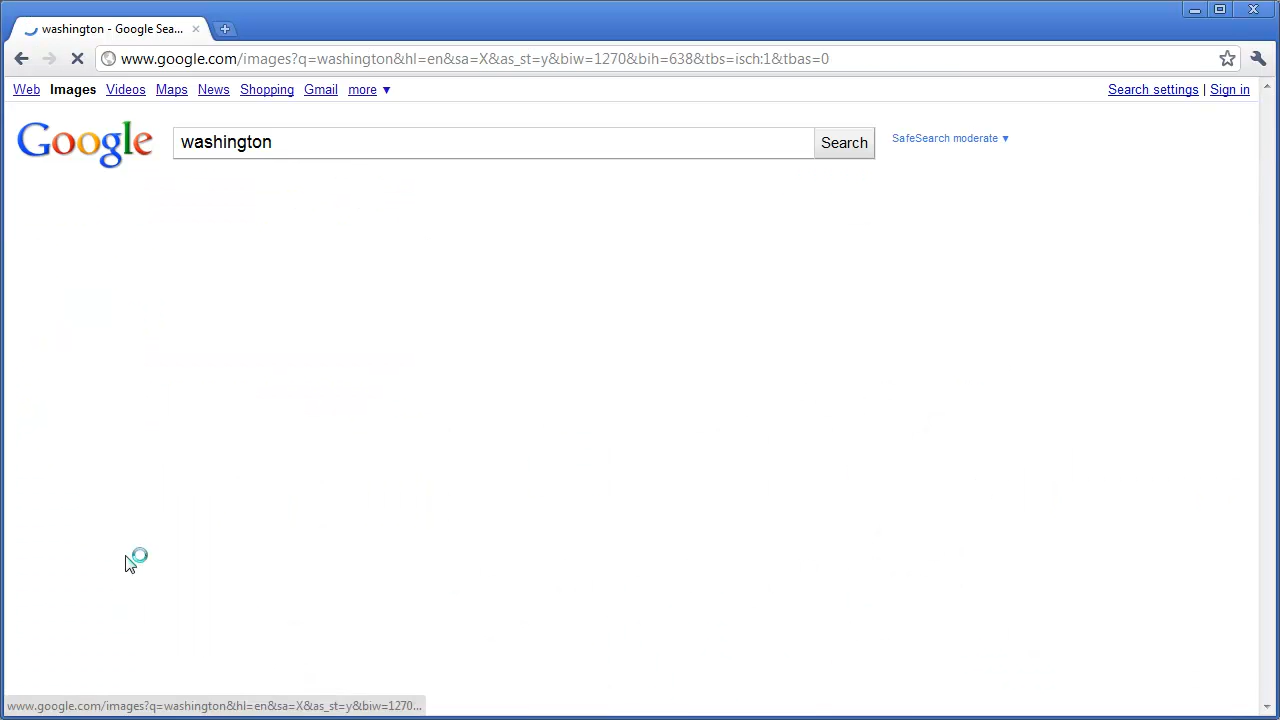 washington - Google Sea...
www.google.com/images?q=washington&hl=en&sa=X&as_st=y&biw=1270&bih=638&tbs=isch:1&tbas=0
Web Images Videos Maps News Shopping Gmail more ▼ Search settings | Sign in
Google washington Search SafeSearch moderate ▼
www.google.com/images?q=washington&hl=en&sa=X&as_st=y&biw=1270...